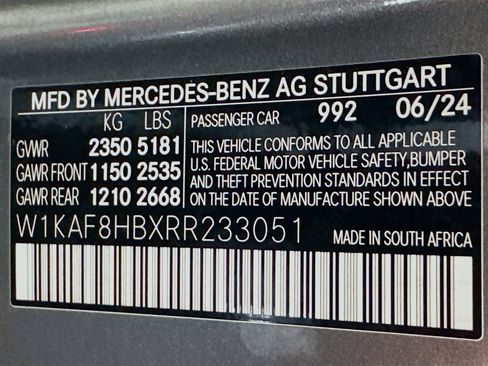 MFD BY MERCEDES-BENZ AG STUTTGART
KG LBS PASSENGER CAR 992 06/24
GVWR 2350 5181
GAWR FRONT 1150 2535
GAWR REAR 1210 2668
THIS VEHICLE CONFORMS TO ALL APPLICABLE
U.S. FEDERAL MOTOR VEHICLE SAFETY,BUMPER
AND THEFT PREVENTION STANDARDS IN EFFECT
ON THE DATE OF MANUFACTURE SHOWN ABOVE
W1KAF8HBXRR233051 MADE IN SOUTH AFRICA